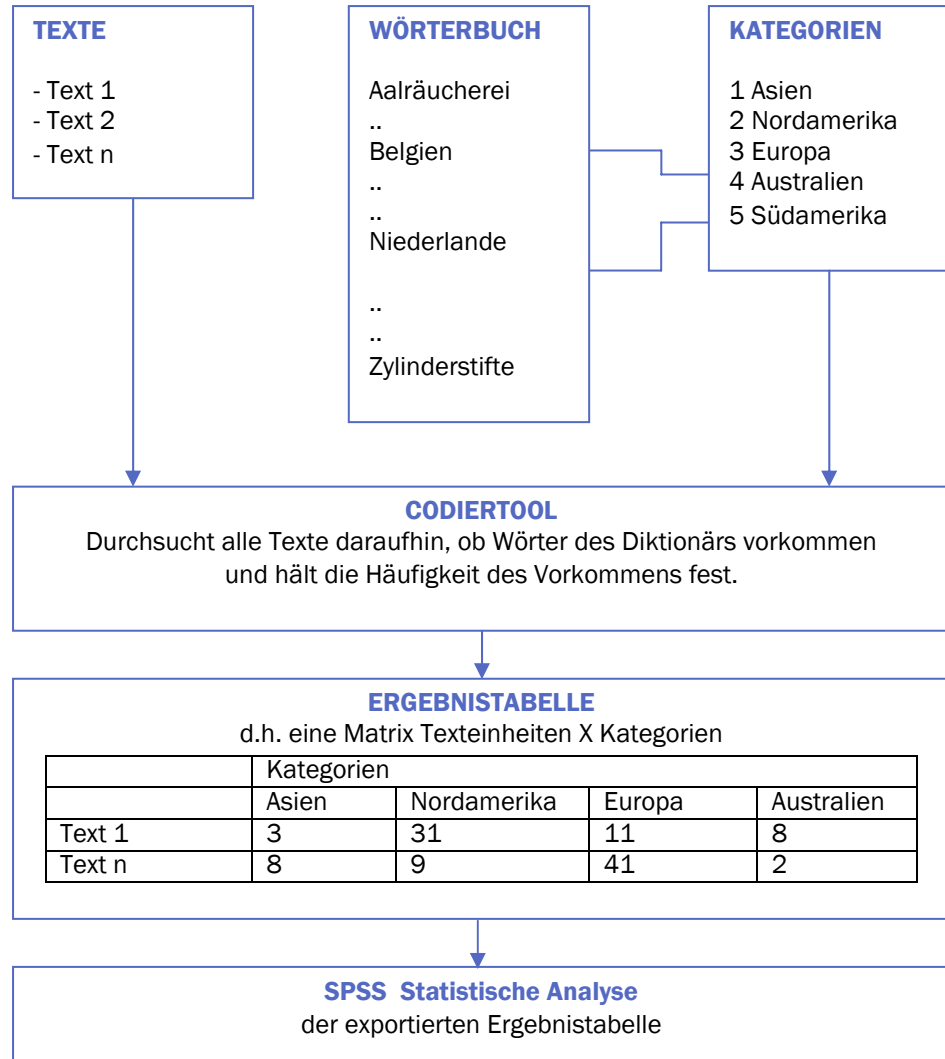 TEXTE
- Text 1
- Text 2
- Text n
WÖRTERBUCH
Aalräucherei
..
Belgien
..
..
Niederlande
..
..
Zylinderstifte
KATEGORIEN
1 Asien
2 Nordamerika
3 Europa
4 Australien
5 Südamerika
CODIERTOOL
Durchsucht alle Texte daraufhin, ob Wörter des Diktionärs vorkommen
und hält die Häufigkeit des Vorkommens fest.
ERGEBNISTABELLE
d.h. eine Matrix Texteinheiten X Kategorien
Kategorien
Asien Nordamerika Europa Australien
Text 1 3 31 11 8
Text n 8 9 41 2
SPSS Statistische Analyse
der exportierten Ergebnistabelle